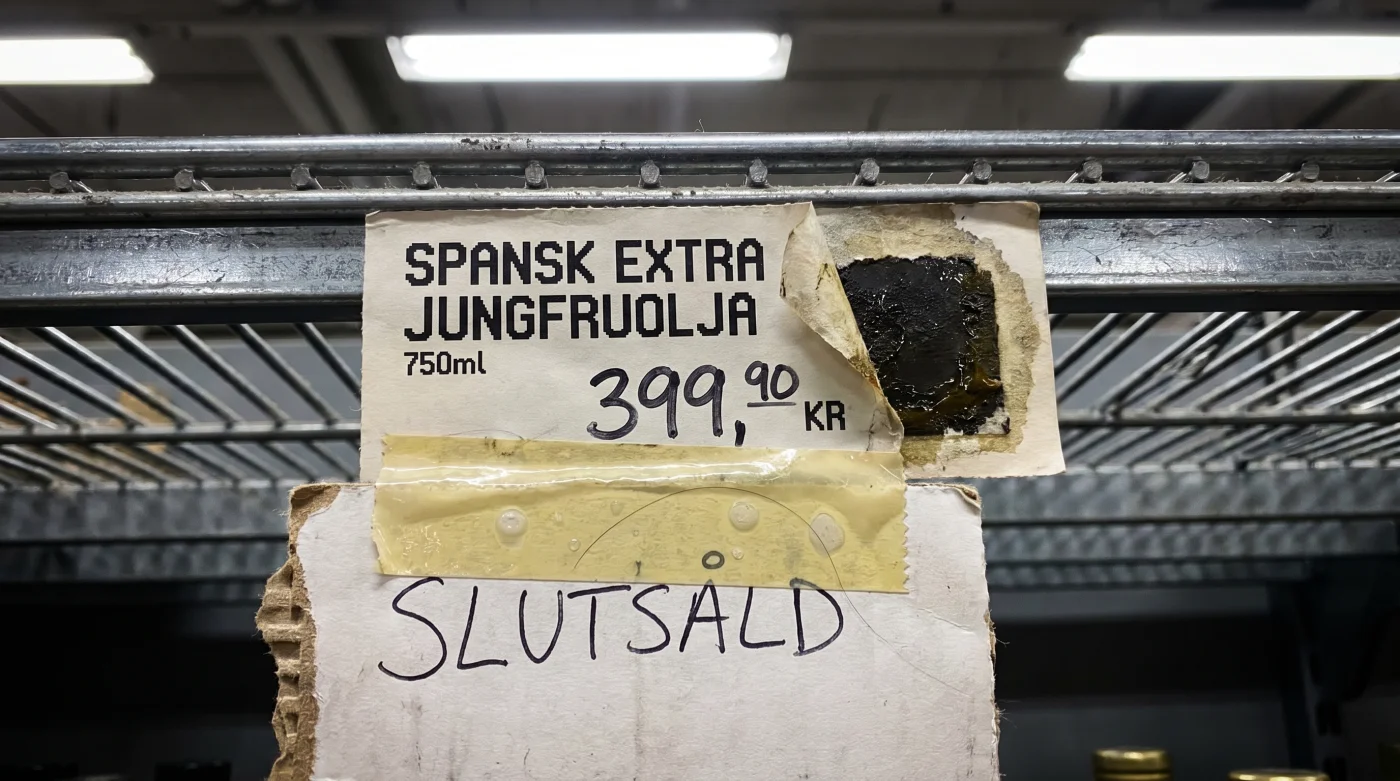 SPANSK EXTRA
JUNGFRUOLJA
750ml
399,90 KR
SLUTSÅLD